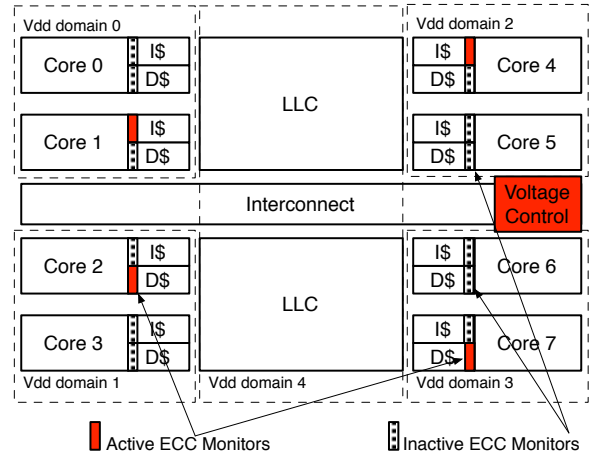 Vdd domain 0
Vdd domain 2
Core 0
I$
D$
LLC
I$
D$
Core 4
Core 1
I$
D$
I$
D$
Core 5
Interconnect
Voltage
Control
Core 2
I$
D$
LLC
I$
D$
Core 6
Core 3
I$
D$
I$
D$
Core 7
Vdd domain 1
Vdd domain 4
Vdd domain 3
Active ECC Monitors
Inactive ECC Monitors